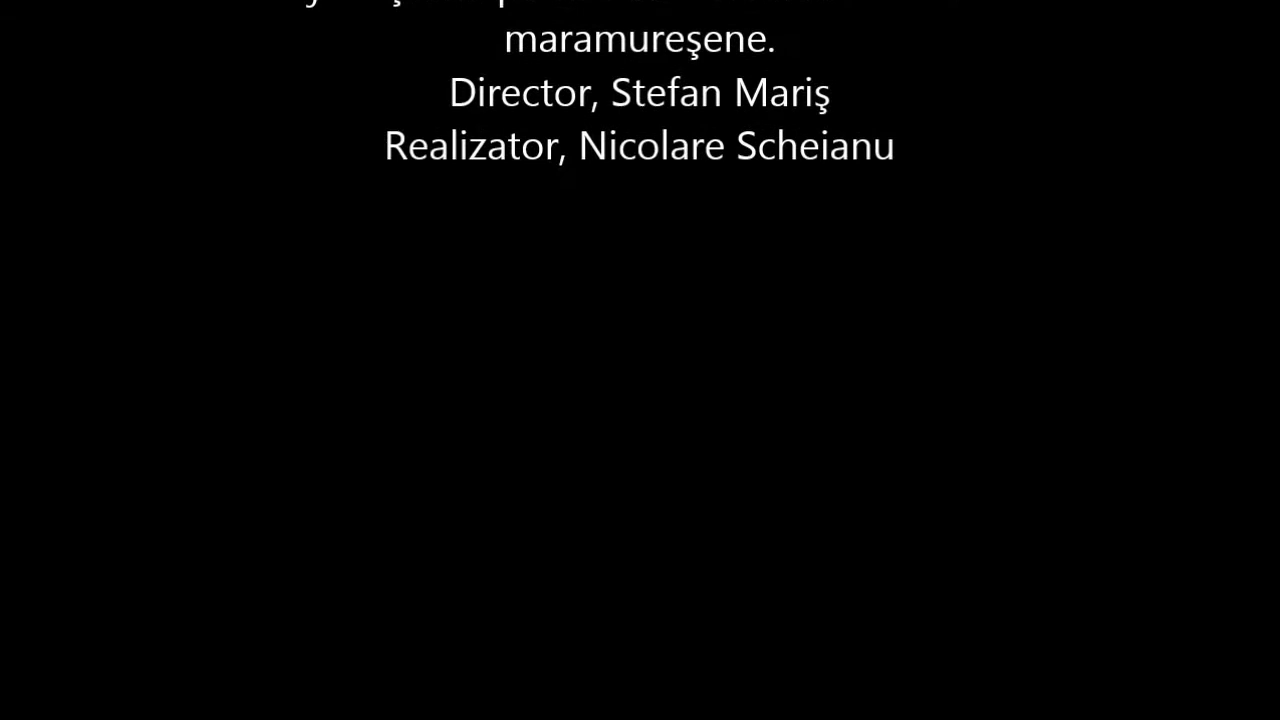 maramureşene.
Director, Stefan Mariş
Realizator, Nicolare Scheianu